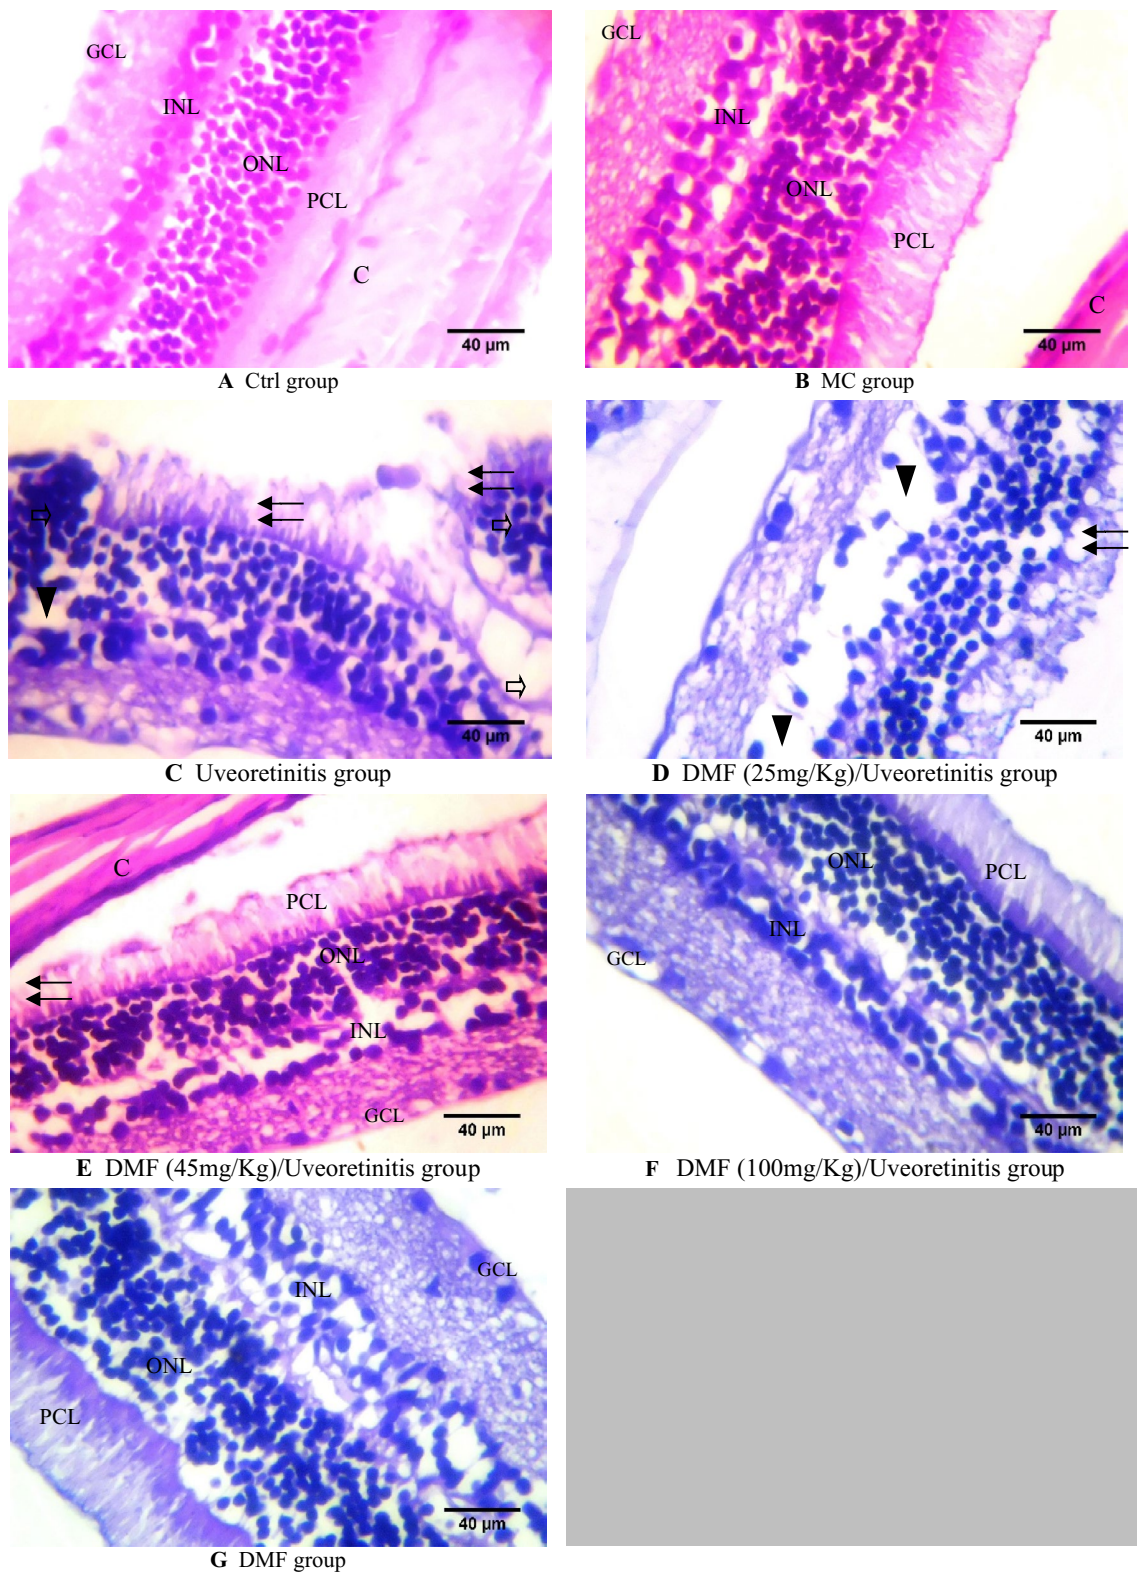 GCL
INL
ONL
PCL
C
40 µm
A Ctrl group
GCL
INL
ONL
PCL
C
40 µm
B MC group
40 µm
C Uveoretinitis group
40 µm
D DMF (25mg/Kg)/Uveoretinitis group
C
PCL
ONL
INL
GCL
40 µm
E DMF (45mg/Kg)/Uveoretinitis group
ONL
PCL
INL
GCL
40 µm
F DMF (100mg/Kg)/Uveoretinitis group
GCL
INL
ONL
PCL
40 µm
G DMF group